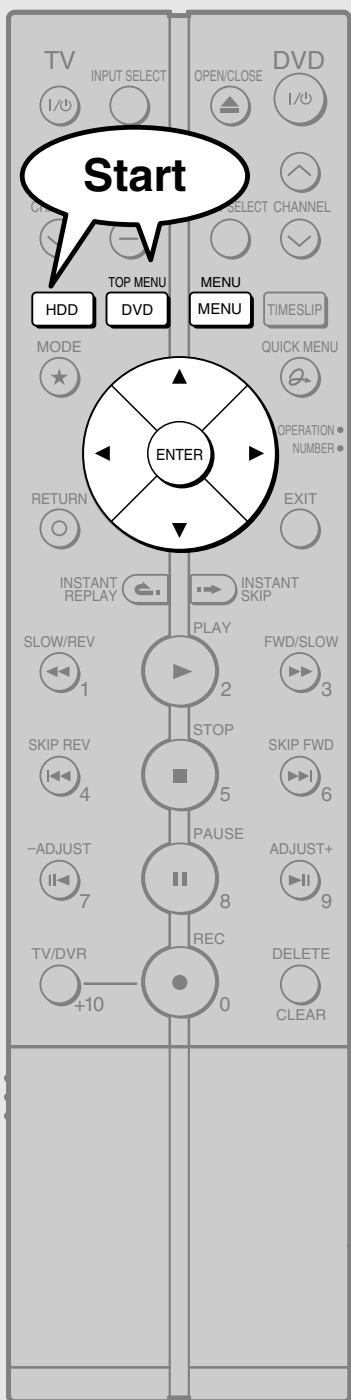 TV DVD
INPUT SELECT OPEN/CLOSE
Start
SELECT CHANNEL
TOP MENU MENU
HDD DVD MENU TIMESLIP
MODE QUICK MENU
OPERATION
NUMBER
ENTER
RETURN EXIT
INSTANT REPLAY INSTANT SKIP
SLOW/REV PLAY FWD/SLOW
1 2 3
SKIP REV STOP SKIP FWD
4 5 6
−ADJUST PAUSE ADJUST+
7 8 9
TV/DVR REC DELETE
+10 0 CLEAR